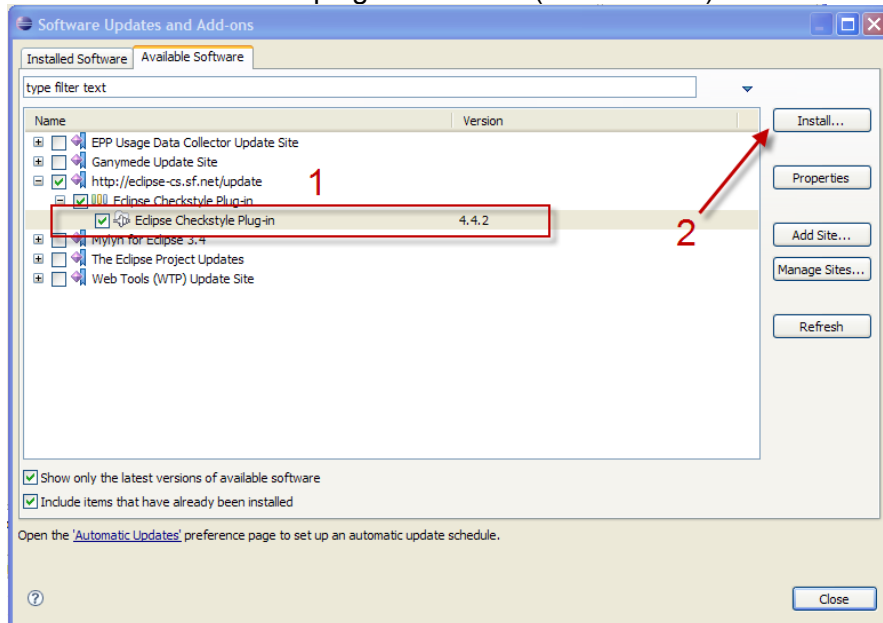 Software Updates and Add-ons
Installed Software Available Software
type filter text
Name Version
Install...
EPP Usage Data Collector Update Site
Ganymede Update Site
http://eclipse-cs.sf.net/update
1
Properties
Eclipse Checkstyle Plug-in
Eclipse Checkstyle Plug-in 4.4.2
2
Mylyn for Eclipse 3.4
Add Site...
The Eclipse Project Updates
Manage Sites...
Web Tools (WTP) Update Site
Refresh
Show only the latest versions of available software
Include items that have already been installed
Open the 'Automatic Updates' preference page to set up an automatic update schedule.
?
Close